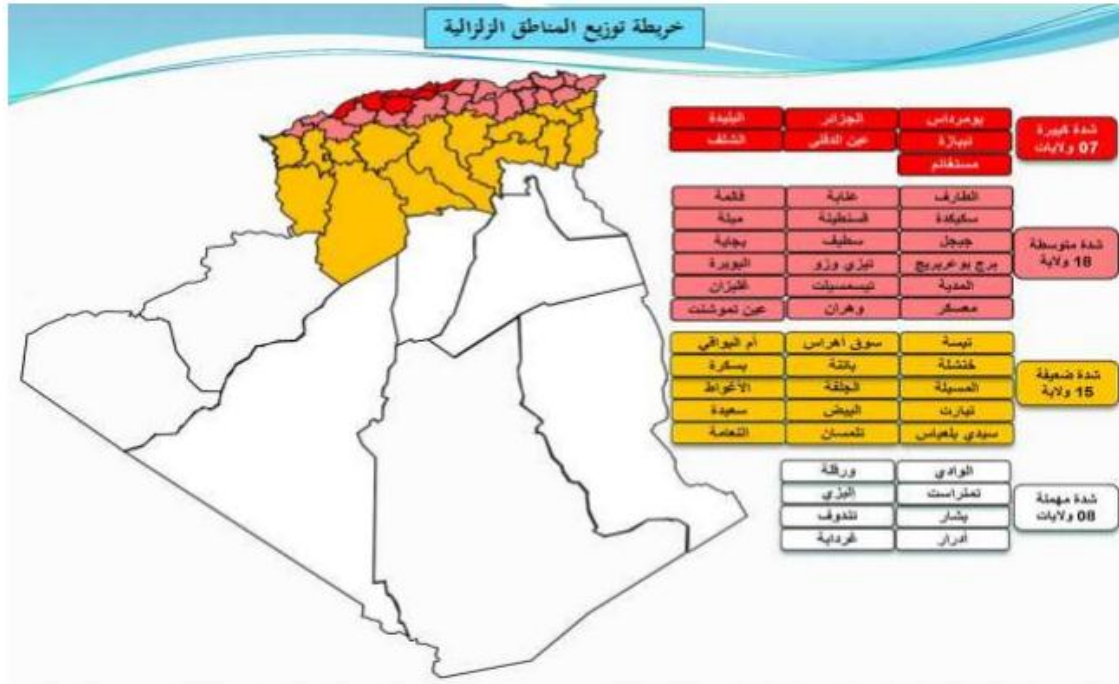 خريطة توزيع المناطق الزلزالية
شدة كبيرة
07 ولايات
بومرداس الجزائر البليدة
تيبازة عين الدفلى الشلف
مستغانم
شدة متوسطة
18 ولاية
الطارف عنابة قالمة
سكيكدة قسنطينة ميلة
جيجل سطيف بجاية
برج بوعريريج تيزي وزو البويرة
المدية تيسمسيلت غليزان
معسكر وهران عين تموشنت
شدة ضعيفة
15 ولاية
تبسة سوق أهراس أم البواقي
خنشلة باتنة بسكرة
المسيلة الجلفة الأغواط
تيارت البيض سعيدة
سيدي بلعباس تلمسان النعامة
شدة مهملة
08 ولايات
الوادي ورقلة
تمنراست إليزي
بشار تندوف
أدرار غرداية